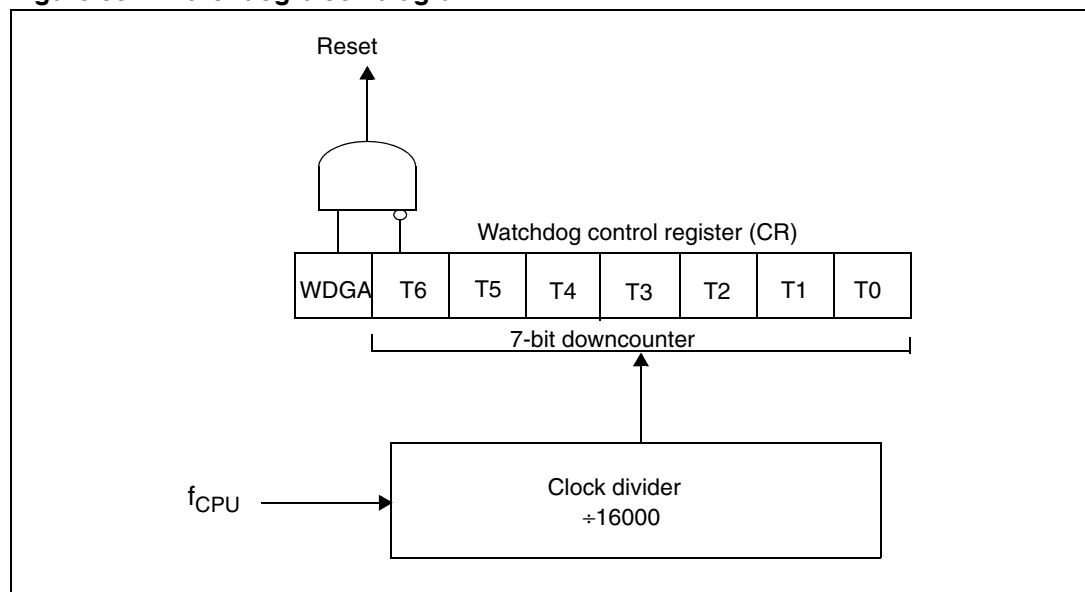 Reset
Watchdog control register (CR)
WDGA T6 T5 T4 T3 T2 T1 T0
7-bit downcounter
fCPU
Clock divider
÷16000